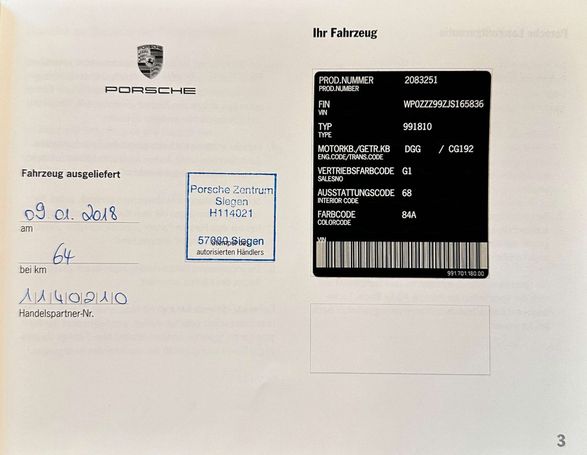 PORSCHE
Fahrzeug ausgeliefert
09.01.2018
am
64
bei km
1140210
Handelspartner-Nr.
Porsche Zentrum
Siegen
H114021
57080 Siegen
autorisierten Händlers
Ihr Fahrzeug
PROD.NUMMER 2083251
PROD.NUMBER
FIN WP0ZZZ99ZJS165836
VIN
TYP 991810
TYPE
MOTORKB./GETR.KB DGG / CG192
ENG.CODE/TRANS.CODE
VERTRIEBSFARBCODE G1
SALESNO
AUSSTATTUNGSCODE 68
INTERIOR CODE
FARBCODE 84A
COLORCODE
VIN
991.701.180.00
3